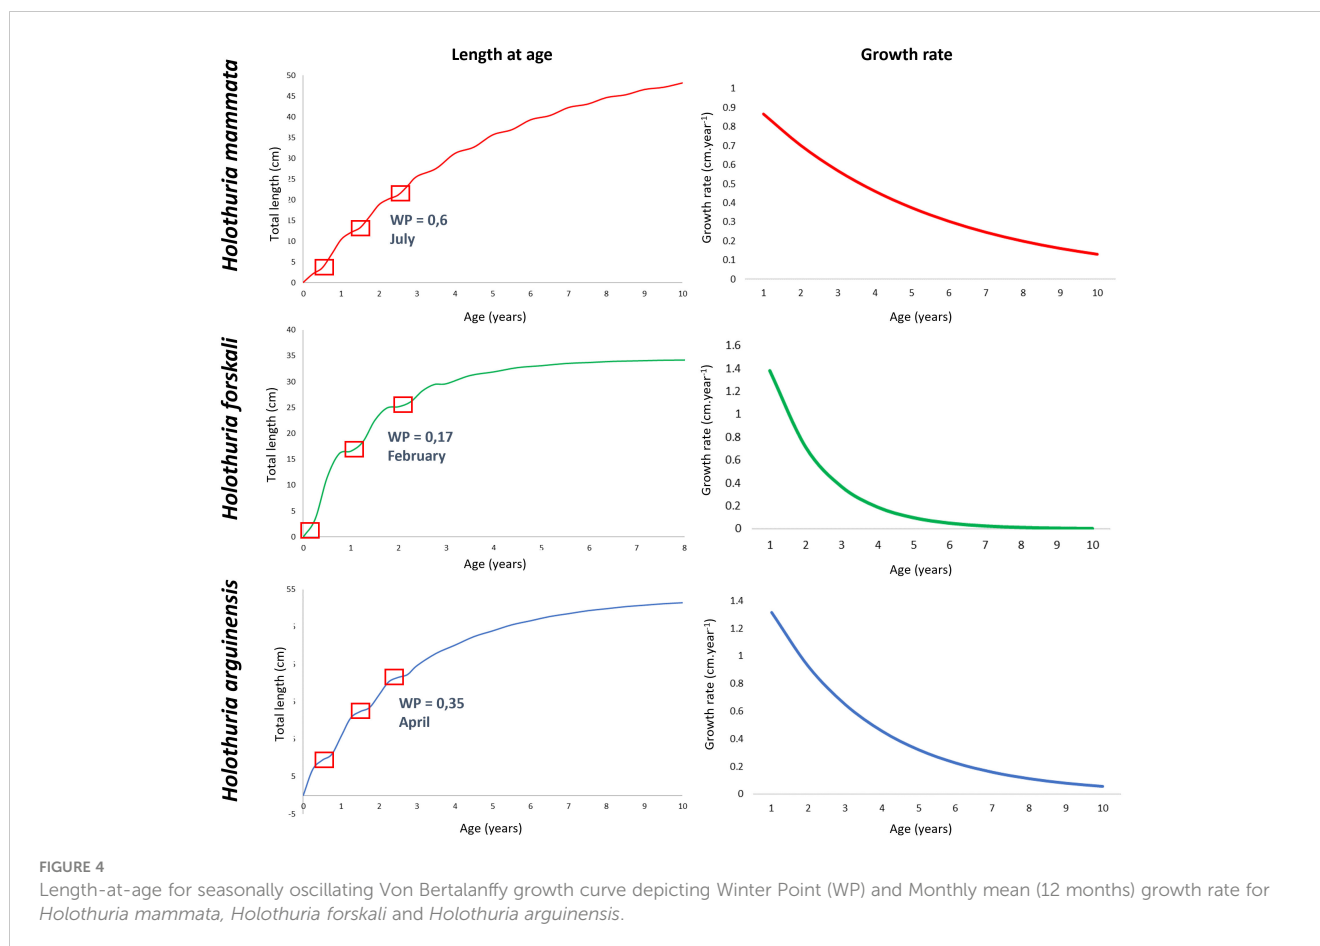 Length at age
Growth rate
Holothuria mammata
Total length (cm)
50
45
40
35
30
25
20
15
10
5
0
0 1 2 3 4 5 6 7 8 9 10
Age (years)
WP = 0,6
July
Growth rate (cm.year-1)
1
0.9
0.8
0.7
0.6
0.5
0.4
0.3
0.2
0.1
0
1 2 3 4 5 6 7 8 9 10
Age (years)
Holothuria forskali
Total length (cm)
40
35
30
25
20
15
10
5
0
0 1 2 3 4 5 6 7 8
Age (years)
WP = 0,17
February
Growth rate (cm.year-1)
1.6
1.4
1.2
1
0.8
0.6
0.4
0.2
0
1 2 3 4 5 6 7 8 9 10
Age (years)
Holothuria arguinensis
Total length (cm)
55
5
-5
0 1 2 3 4 5 6 7 8 9 10
Age (years)
WP = 0,35
April
Growth rate (cm.year-1)
1.4
1.2
1
0.8
0.6
0.4
0.2
0
1 2 3 4 5 6 7 8 9 10
Age (years)
FIGURE 4
Length-at-age for seasonally oscillating Von Bertalanffy growth curve depicting Winter Point (WP) and Monthly mean (12 months) growth rate for
Holothuria mammata, Holothuria forskali and Holothuria arguinensis.